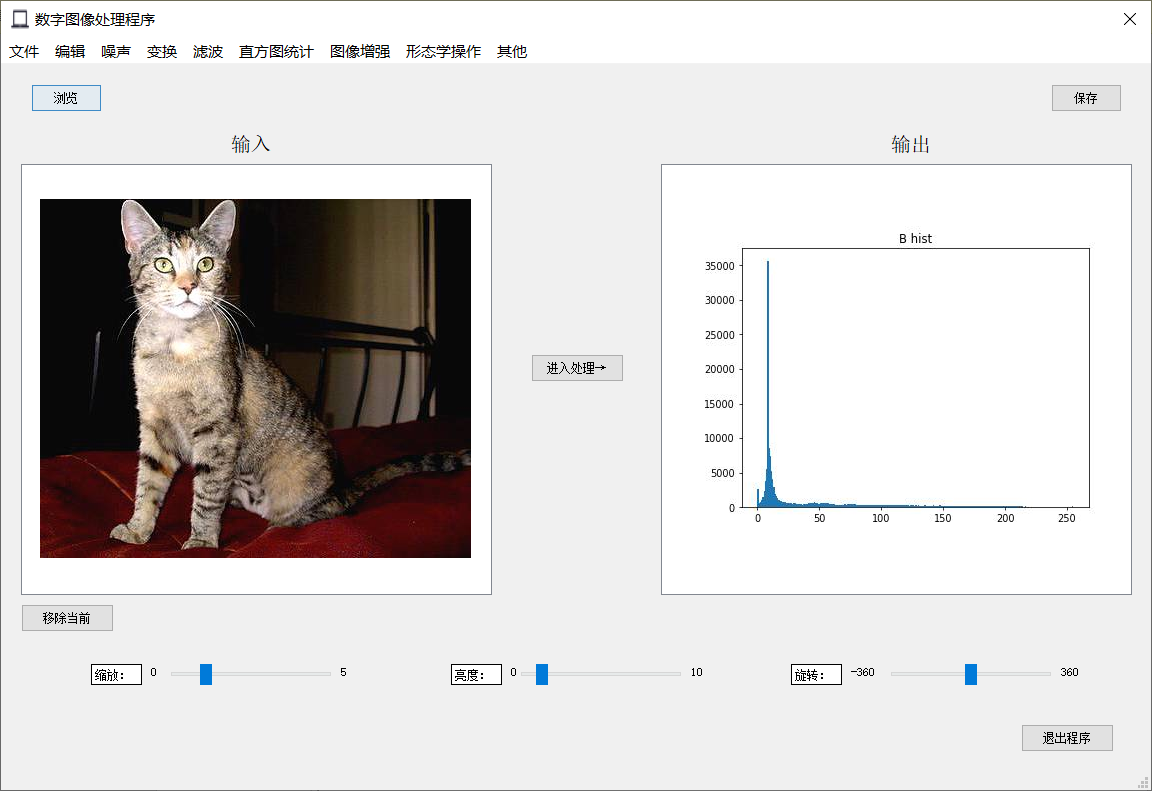 数字图像处理程序
文件 编辑 噪声 变换 滤波 直方图统计 图像增强 形态学操作 其他
浏览 保存
输入 输出
B hist
35000
30000
25000
20000
15000
10000
5000
0
0 50 100 150 200 250
进入处理→
移除当前
缩放: 0 5 亮度: 0 10 旋转: -360 360
退出程序